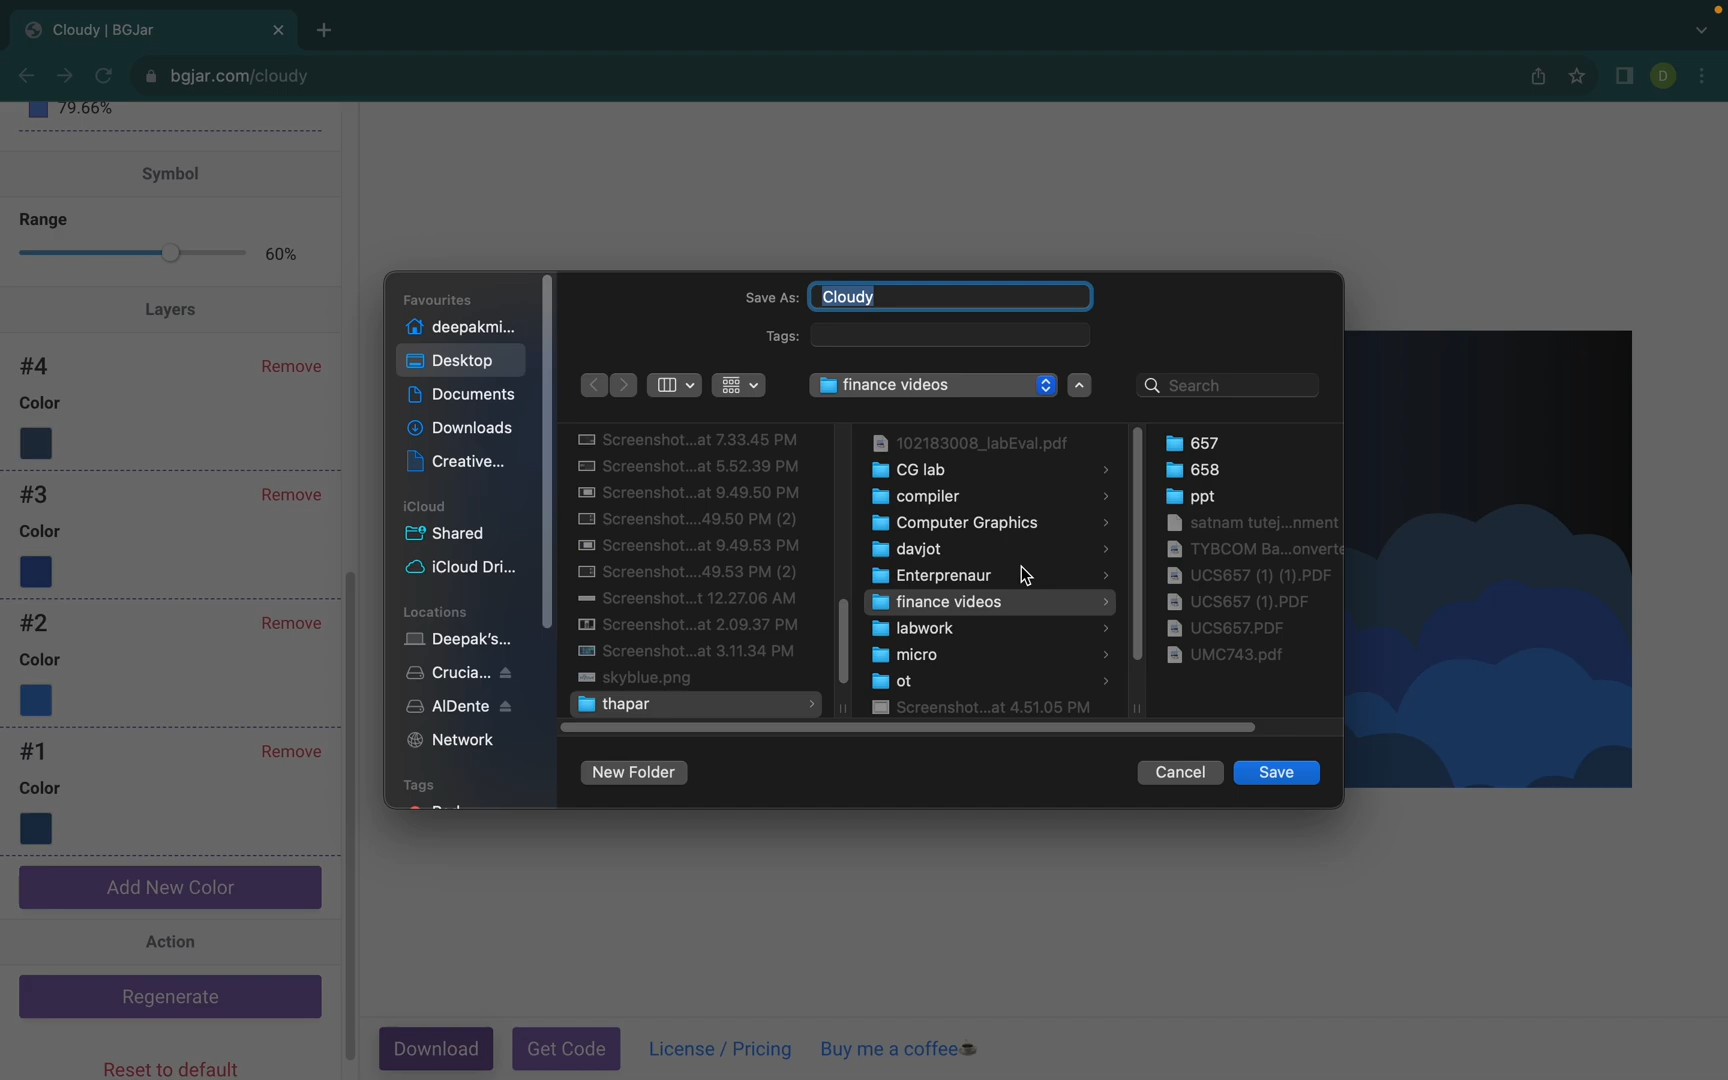 Cloudy | BGJar
bgjar.com/cloudy
D
79.66%
Symbol
Range
60%
Layers
#4
Remove
Color
#3
Remove
Color
#2
Remove
Color
#1
Remove
Color
Add New Color
Action
Regenerate
Reset to default
Favourites
deepakmi...
Desktop
Documents
Downloads
Creative...
iCloud
Shared
iCloud Dri...
Locations
Deepak's...
Crucia...
AlDente
Network
Tags
Save As:
Cloudy
Tags:
finance videos
Search
Screenshot...at 7.33.45 PM
Screenshot...at 5.52.39 PM
Screenshot...at 9.49.50 PM
Screenshot....49.50 PM (2)
Screenshot...at 9.49.53 PM
Screenshot....49.53 PM (2)
Screenshot...t 12.27.06 AM
Screenshot...at 2.09.37 PM
Screenshot...at 3.11.34 PM
skyblue.png
thapar
102183008_labEval.pdf
CG lab
compiler
Computer Graphics
davjot
Enterprenaur
finance videos
labwork
micro
ot
Screenshot...at 4.51.05 PM
657
658
ppt
satnam tutej...nment
TYBCOM Ba...onverte
UCS657 (1) (1).PDF
UCS657 (1).PDF
UCS657.PDF
UMC743.pdf
New Folder
Cancel
Save
Download
Get Code
License / Pricing
Buy me a coffee